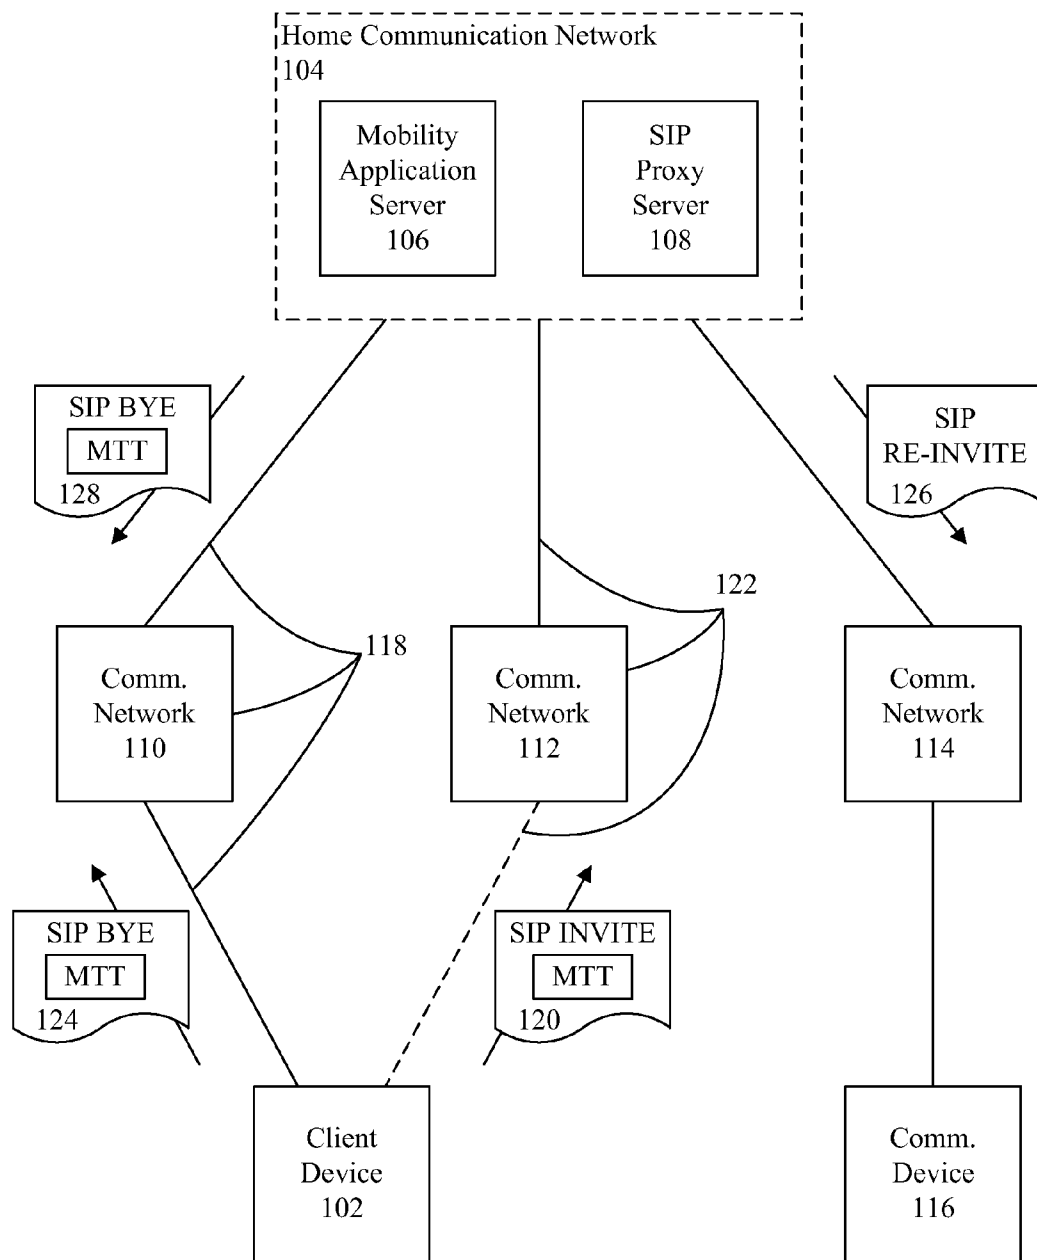 Home Communication Network
104
Mobility
Application
Server
106
SIP
Proxy
Server
108
SIP BYE
MTT
128
SIP
RE-INVITE
126
122
118
Comm.
Network
110
Comm.
Network
112
Comm.
Network
114
SIP BYE
MTT
124
SIP INVITE
MTT
120
Client
Device
102
Comm.
Device
116